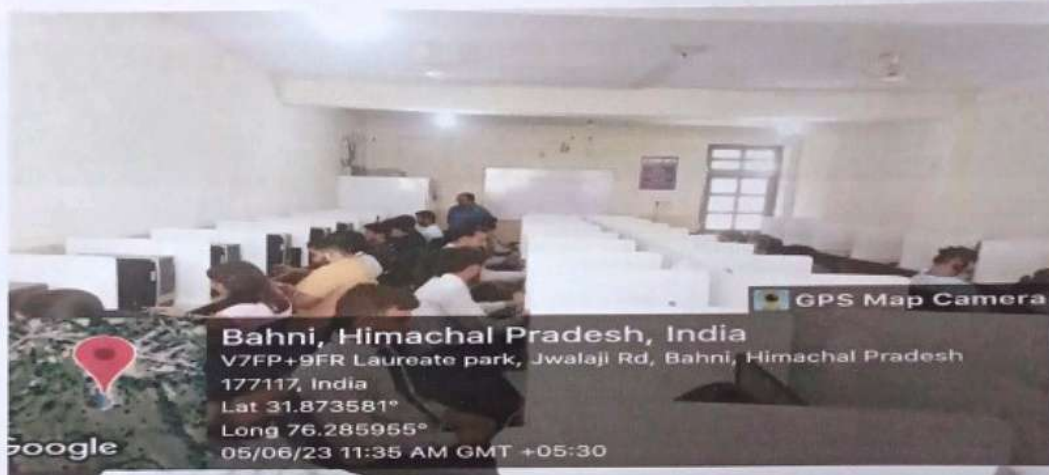 GPS Map Camera
Bahni, Himachal Pradesh, India
V7FP+9FR Laureate park, Jwalaji Rd, Bahni, Himachal Pradesh
177117, India
Lat 31.873581°
Long 76.285955°
Google
05/06/23 11:35 AM GMT +05:30